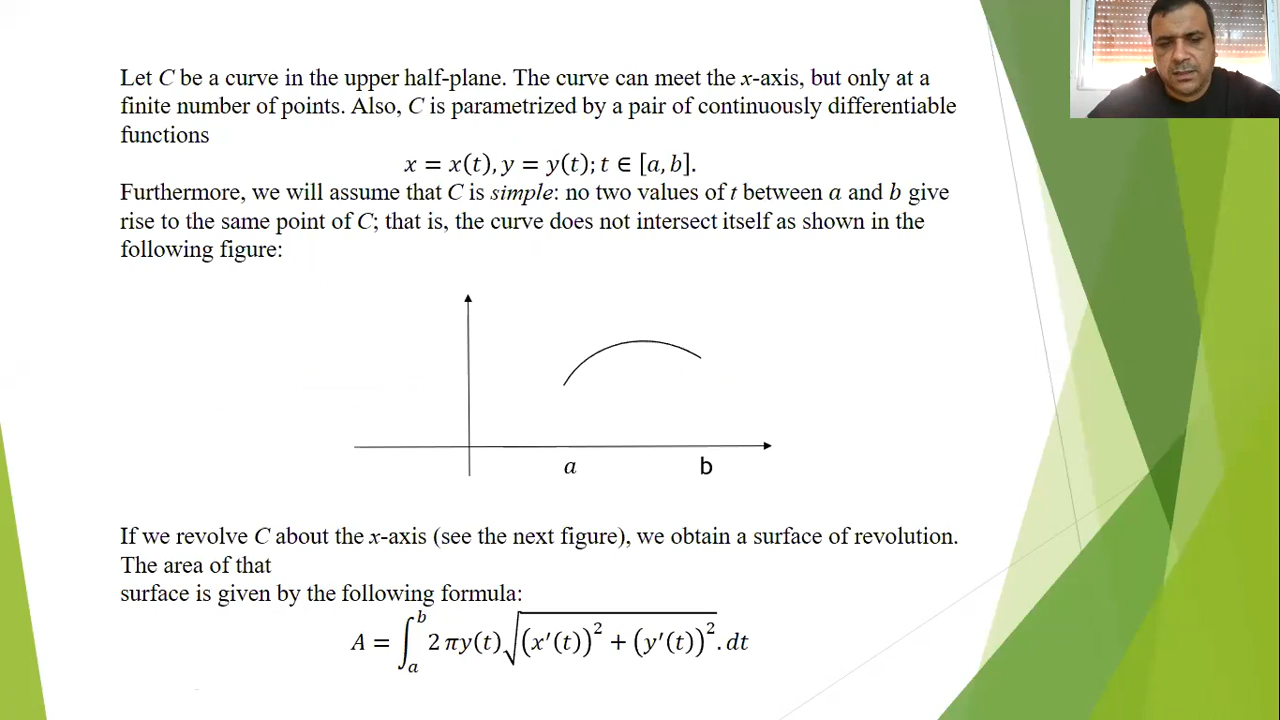 Let C be a curve in the upper half-plane. The curve can meet the x-axis, but only at a
finite number of points. Also, C is parametrized by a pair of continuously differentiable
functions
x = x(t), y = y(t); t ∈ [a, b].
Furthermore, we will assume that C is simple: no two values of t between a and b give
rise to the same point of C; that is, the curve does not intersect itself as shown in the
following figure:
a b
If we revolve C about the x-axis (see the next figure), we obtain a surface of revolution.
The area of that
surface is given by the following formula:
A = ∫_a^b 2 πy(t)√((x′(t))^2 + (y′(t))^2). dt